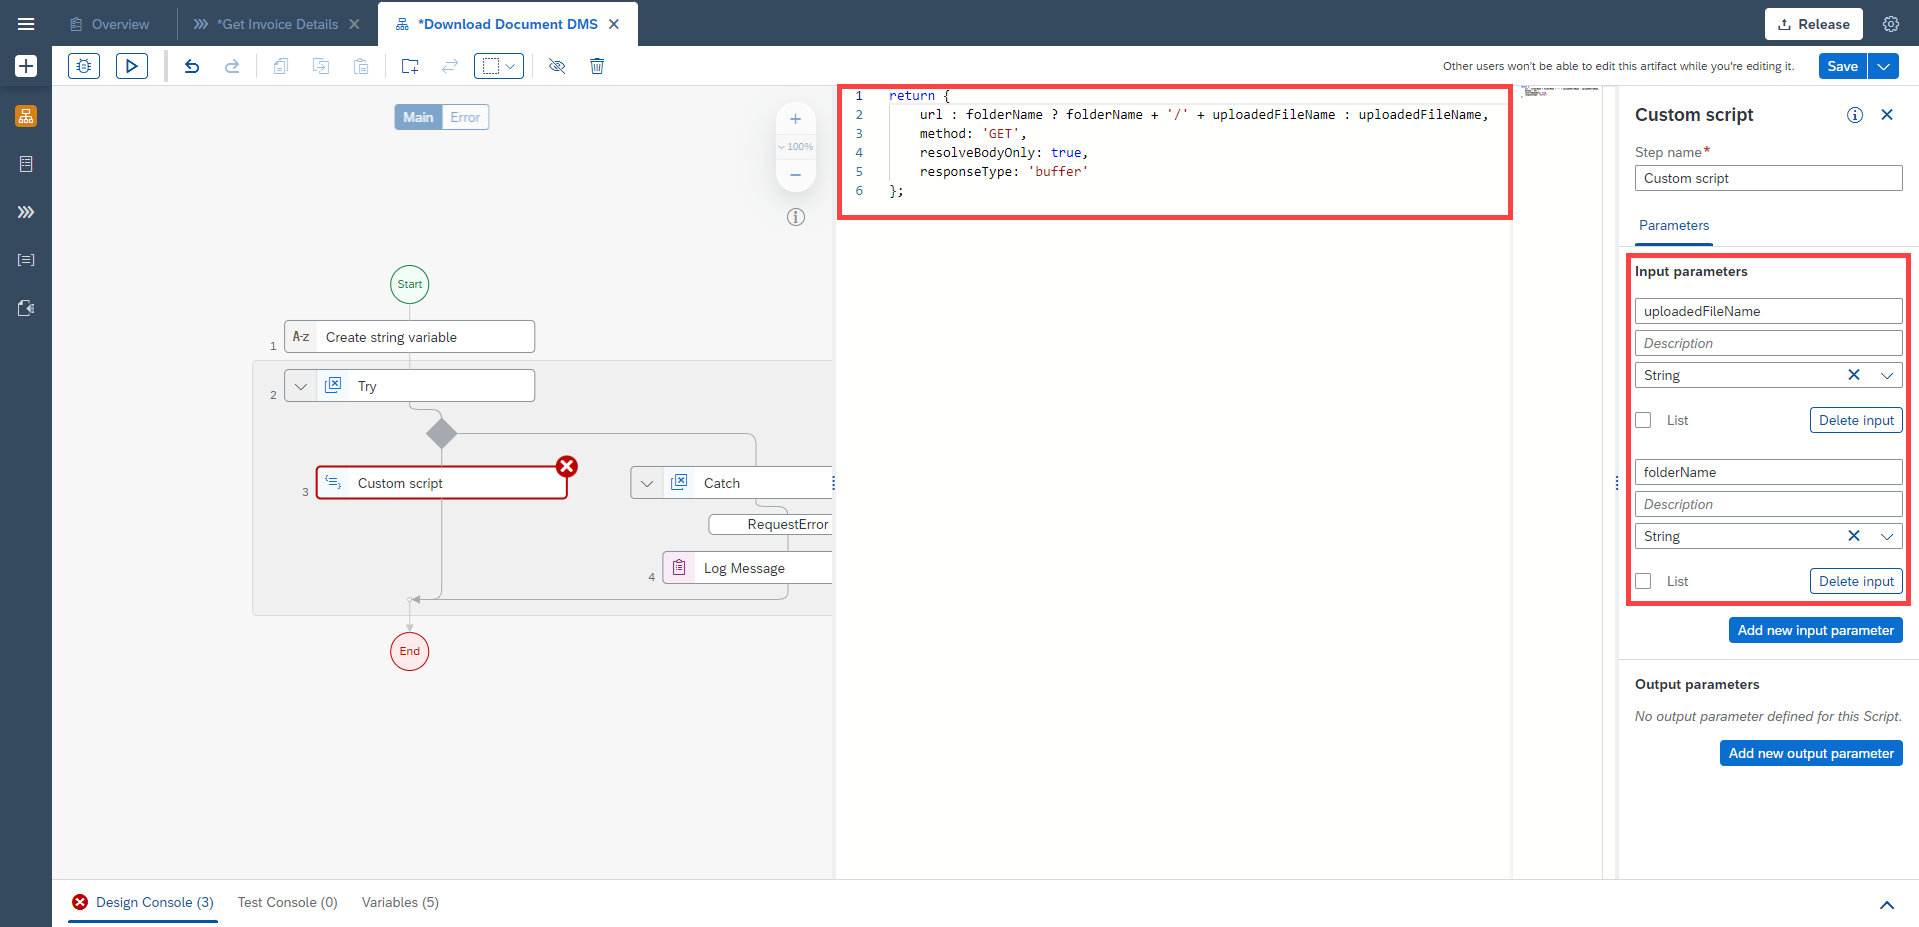 Overview
*Get Invoice Details
*Download Document DMS
Release
Other users won't be able to edit this artifact while you're editing it.
Save
Main
Error
100%
Start
1
A-z
Create string variable
2
Try
3
Custom script
Catch
RequestError
4
Log Message
End
1 return {
2 url : folderName ? folderName + '/' + uploadedFileName : uploadedFileName,
3 method: 'GET',
4 resolveBodyOnly: true,
5 responseType: 'buffer'
6 };
Custom script
Step name*
Custom script
Parameters
Input parameters
uploadedFileName
Description
String
List
Delete input
folderName
Description
String
List
Delete input
Add new input parameter
Output parameters
No output parameter defined for this Script.
Add new output parameter
Design Console (3)
Test Console (0)
Variables (5)